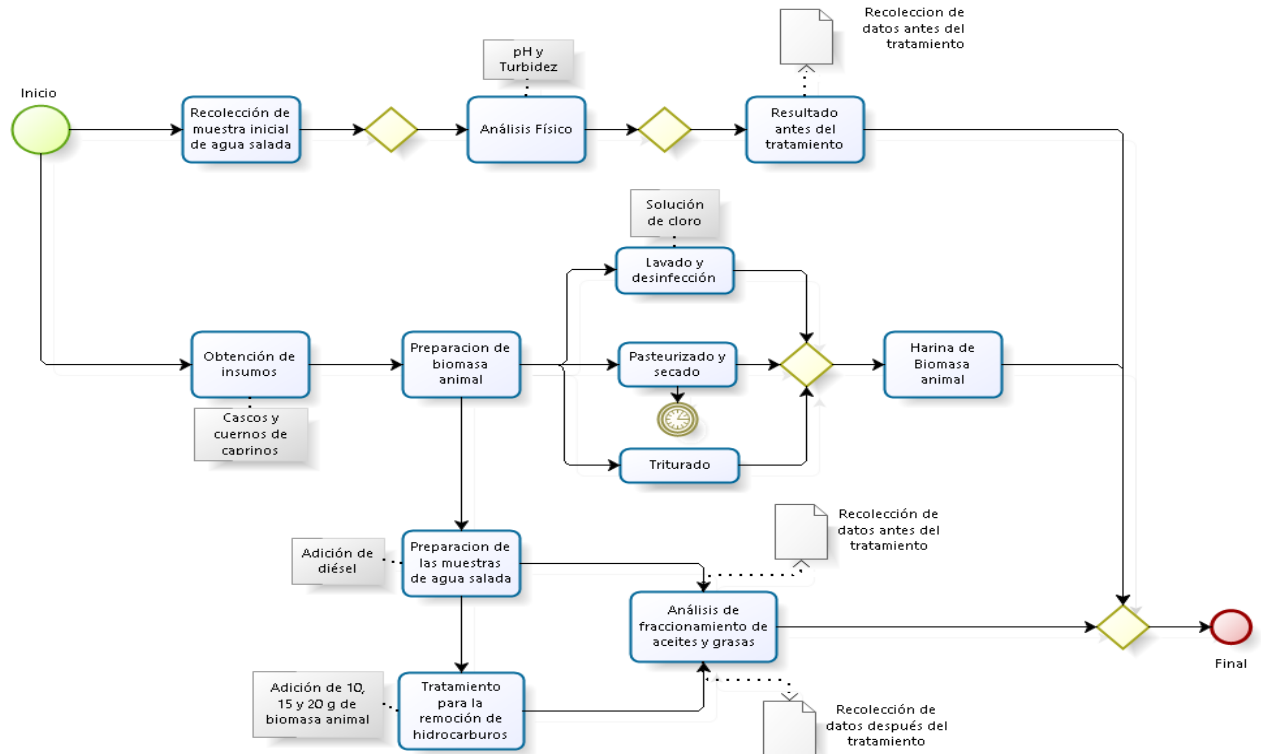 Recoleccion de
datos antes del
tratamiento
pH y
Turbidez
Inicio
Recolección de
muestra inicial
de agua salada
Análisis Físico
Resultado
antes del
tratamiento
Solución
de cloro
Lavado y
desinfección
Obtención de
insumos
Preparacion de
biomasa
animal
Pasteurizado y
secado
Harina de
Biomasa
animal
Cascos y
cuernos de
caprinos
Triturado
Recolección de
datos antes del
tratamiento
Adición de
diésel
Preparacion de
las muestras
de agua salada
Análisis de
fraccionamiento de
aceites y grasas
Final
Adición de 10,
15 y 20 g de
biomasa animal
Tratamiento
para la
remoción de
hidrocarburos
Recolección de
datos después del
tratamiento